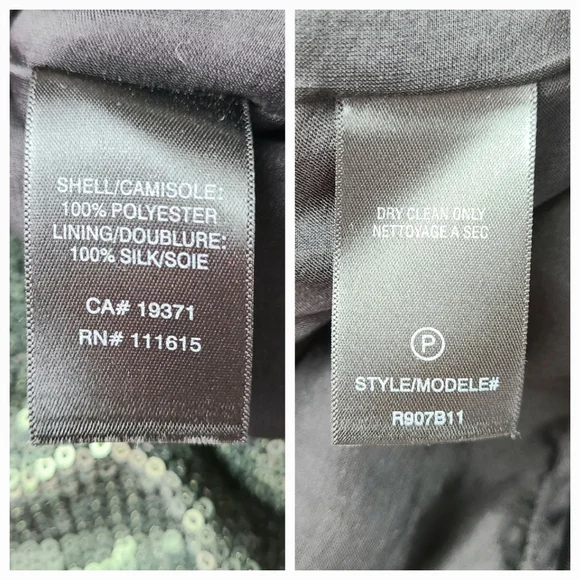 SHELL/CAMISOLE:
100% POLYESTER
LINING/DOUBLURE:
100% SILK/SOIE
CA# 19371
RN# 111615
DRY CLEAN ONLY
NETTOYAGE A SEC
P
STYLE/MODELE#
R907B11